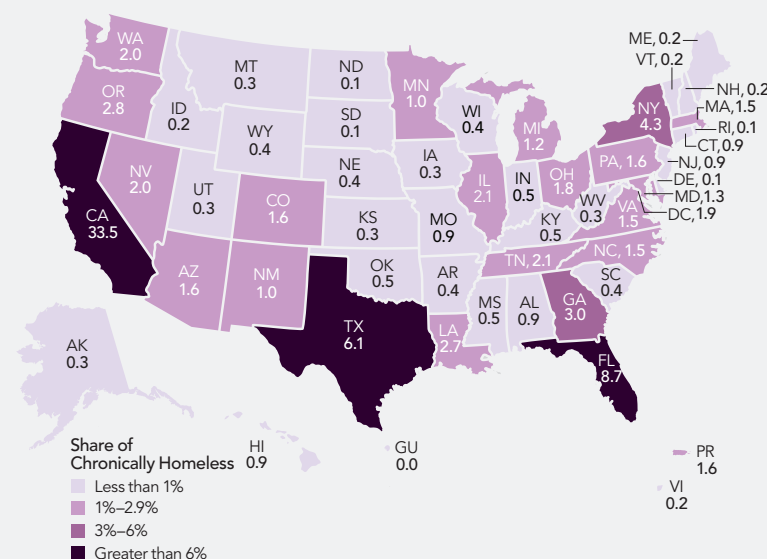 WA
2.0
OR
2.8
CA
33.5
NV
2.0
ID
0.2
MT
0.3
WY
0.4
UT
0.3
AZ
1.6
CO
1.6
NM
1.0
ND
0.1
SD
0.1
NE
0.4
KS
0.3
OK
0.5
TX
6.1
MN
1.0
IA
0.3
MO
0.9
AR
0.4
LA
2.7
WI
0.4
IL
2.1
MI
1.2
IN
0.5
OH
1.8
KY
0.5
TN, 2.1
MS
0.5
AL
0.9
GA
3.0
FL
8.7
SC
0.4
NC, 1.5
VA
1.5
WV
0.3
PA, 1.6
NY
4.3
ME, 0.2
VT, 0.2
NH, 0.2
MA, 1.5
RI, 0.1
CT, 0.9
NJ, 0.9
DE, 0.1
MD, 1.3
DC, 1.9
AK
0.3
HI
0.9
GU
0.0
PR
1.6
VI
0.2
Share of
Chronically Homeless
Less than 1%
1%–2.9%
3%–6%
Greater than 6%